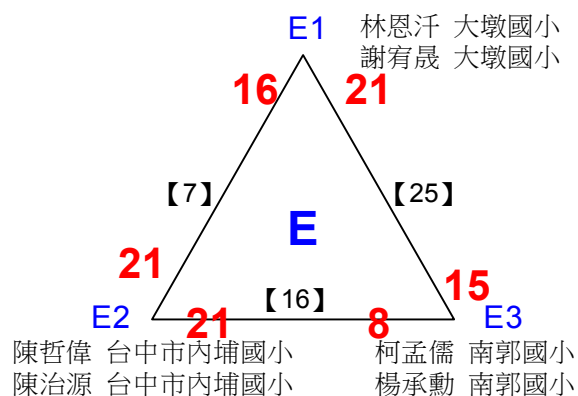 E1
林恩汘 大墩國小
謝宥晟 大墩國小
16
21
【7】
【25】
E
21
15
【16】
E2
21
8
E3
陳哲偉 台中市內埔國小
柯孟儒 南郭國小
陳治源 台中市內埔國小
楊承勳 南郭國小